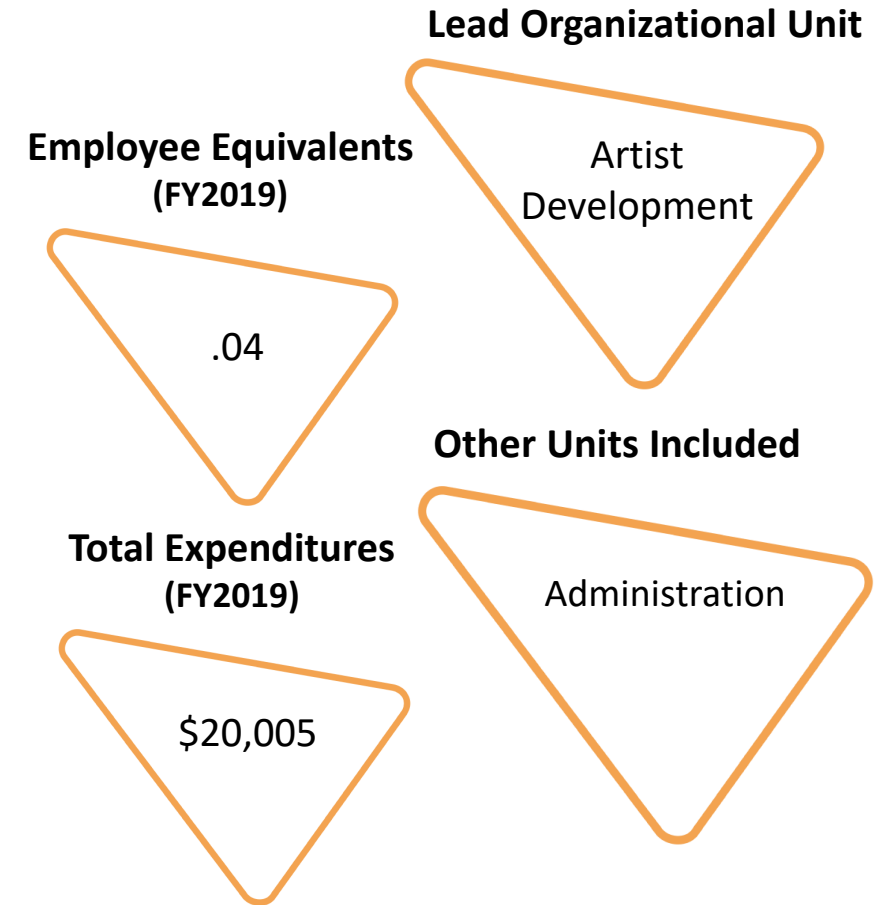 Lead Organizational Unit
Artist
Development
Employee Equivalents
(FY2019)
.04
Other Units Included
Administration
Total Expenditures
(FY2019)
$20,005